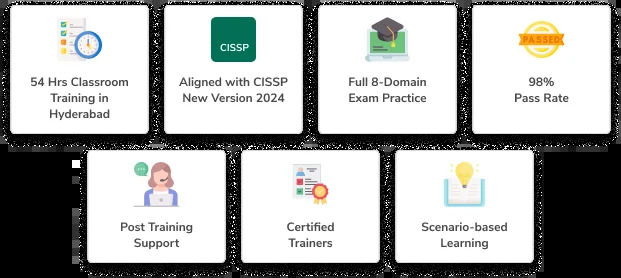 CISSP
PASSED
54 Hrs Classroom
Training in
Hyderabad
Aligned with CISSP
New Version 2024
Full 8-Domain
Exam Practice
98%
Pass Rate
Post Training
Support
Certified
Trainers
Scenario-based
Learning